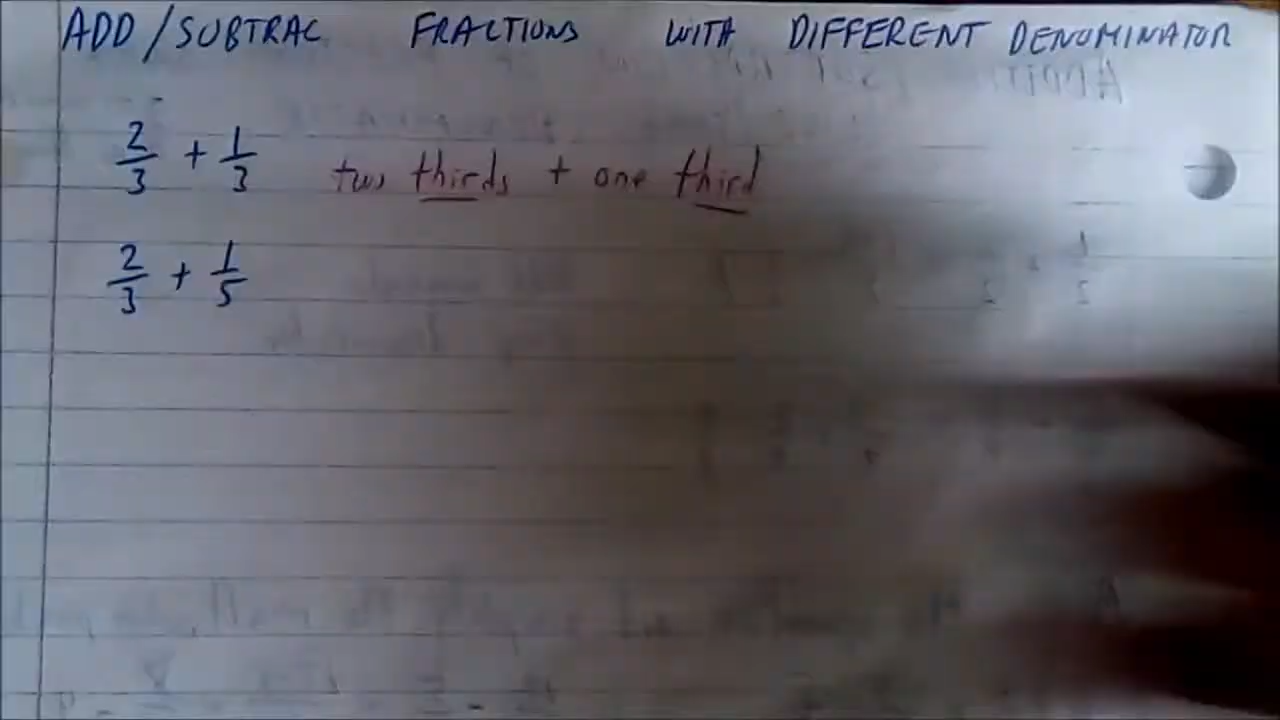 ADD/SUBTRAC FRACTIONS WITH DIFFERENT DENOMINATOR
2/3 + 1/3 two thirds + one third
2/3 + 1/5